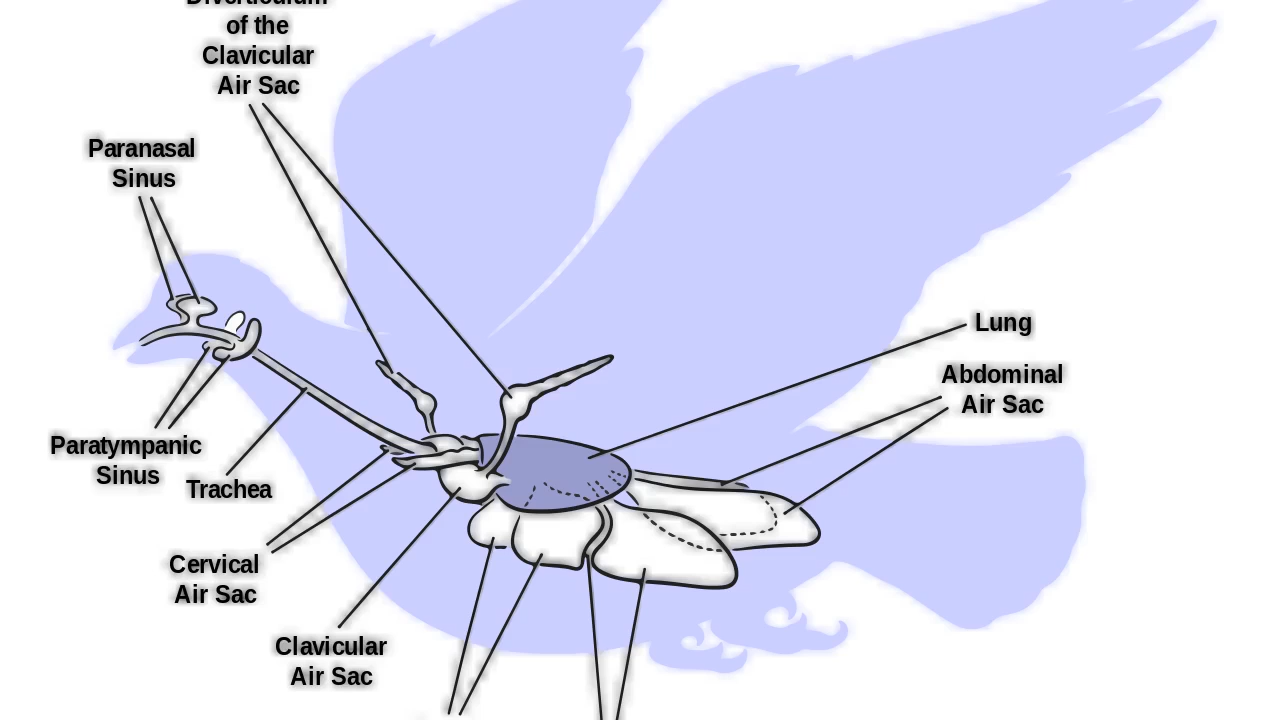 Diverticulum
of the
Clavicular
Air Sac
Paranasal
Sinus
Lung
Abdominal
Air Sac
Paratympanic
Sinus
Trachea
Cervical
Air Sac
Clavicular
Air Sac